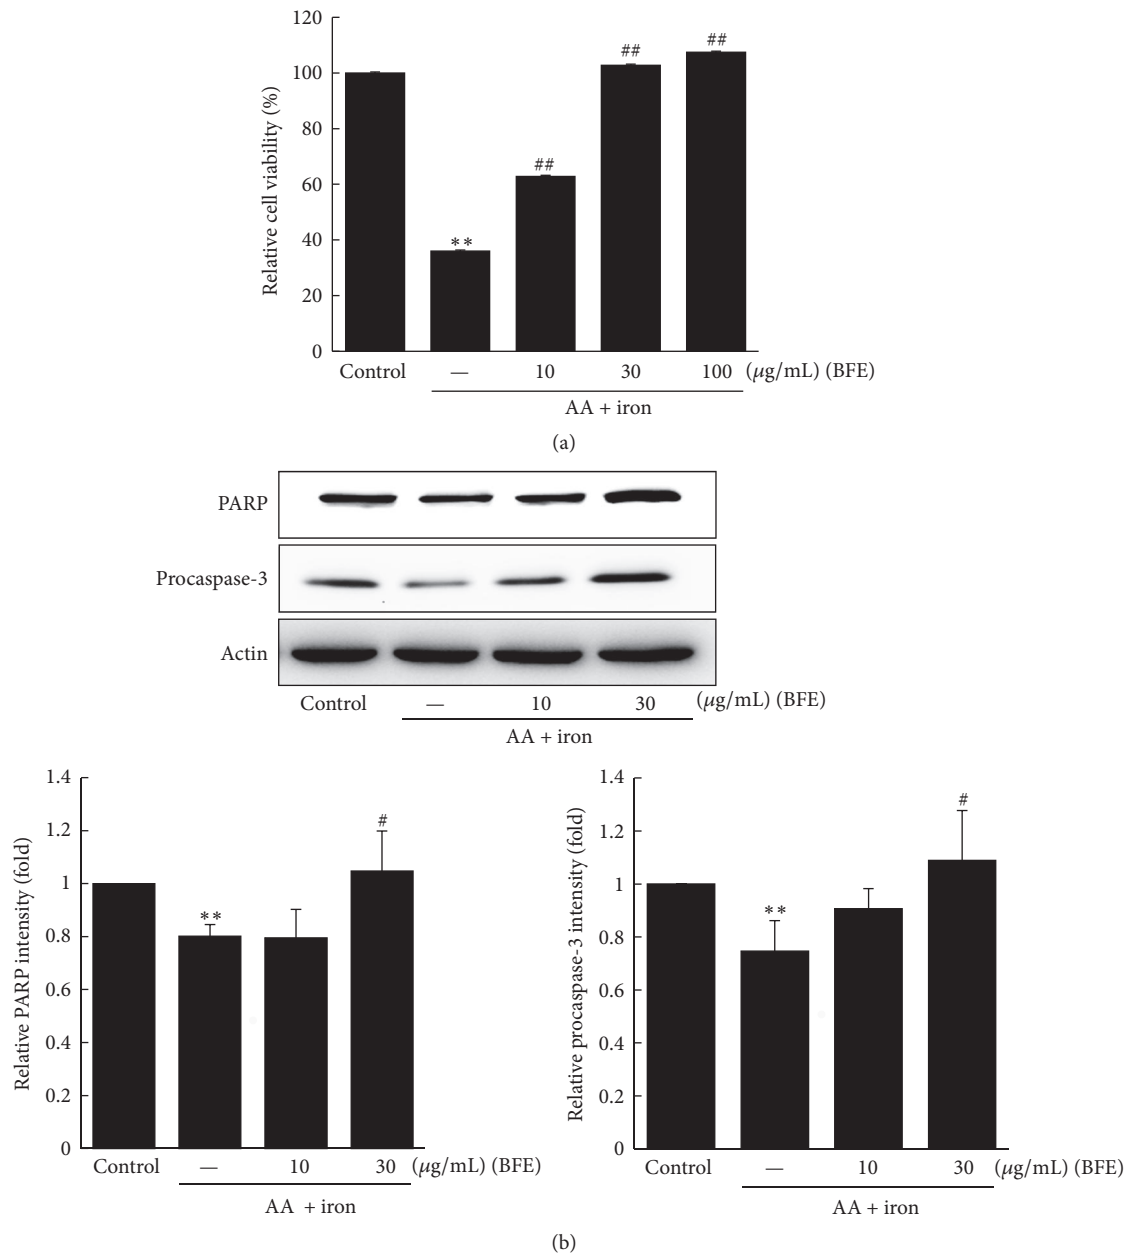 120
100
80
60
40
20
0
Relative cell viability (%)
**
##
##
##
Control — 10 30 100 (μg/mL) (BFE)
AA + iron
(a)
PARP
Procaspase-3
Actin
Control — 10 30 (μg/mL) (BFE)
AA + iron
1.4
1.2
1
0.8
0.6
0.4
0.2
0
Relative PARP intensity (fold)
**
#
Control — 10 30 (μg/mL) (BFE)
AA + iron
1.4
1.2
1
0.8
0.6
0.4
0.2
0
Relative procaspase-3 intensity (fold)
**
#
Control — 10 30 (μg/mL) (BFE)
AA + iron
(b)